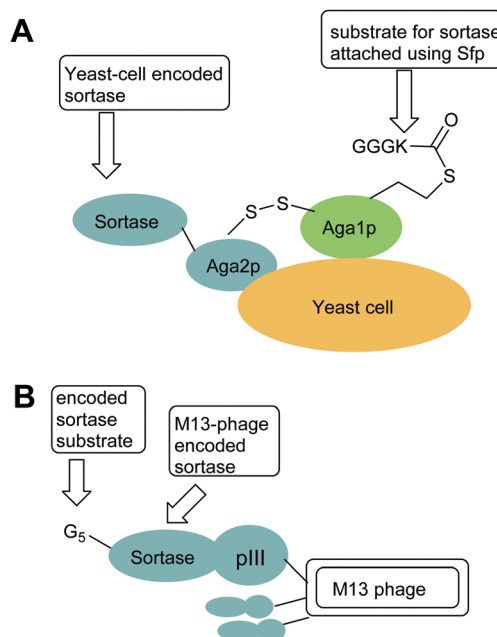 A
substrate for sortase
attached using Sfp
Yeast-cell encoded
sortase
GGGK
O
S
S
S
Sortase
Aga1p
Aga2p
Yeast cell
B
encoded
sortase
substrate
M13-phage
encoded
sortase
G5
Sortase
pIII
M13 phage